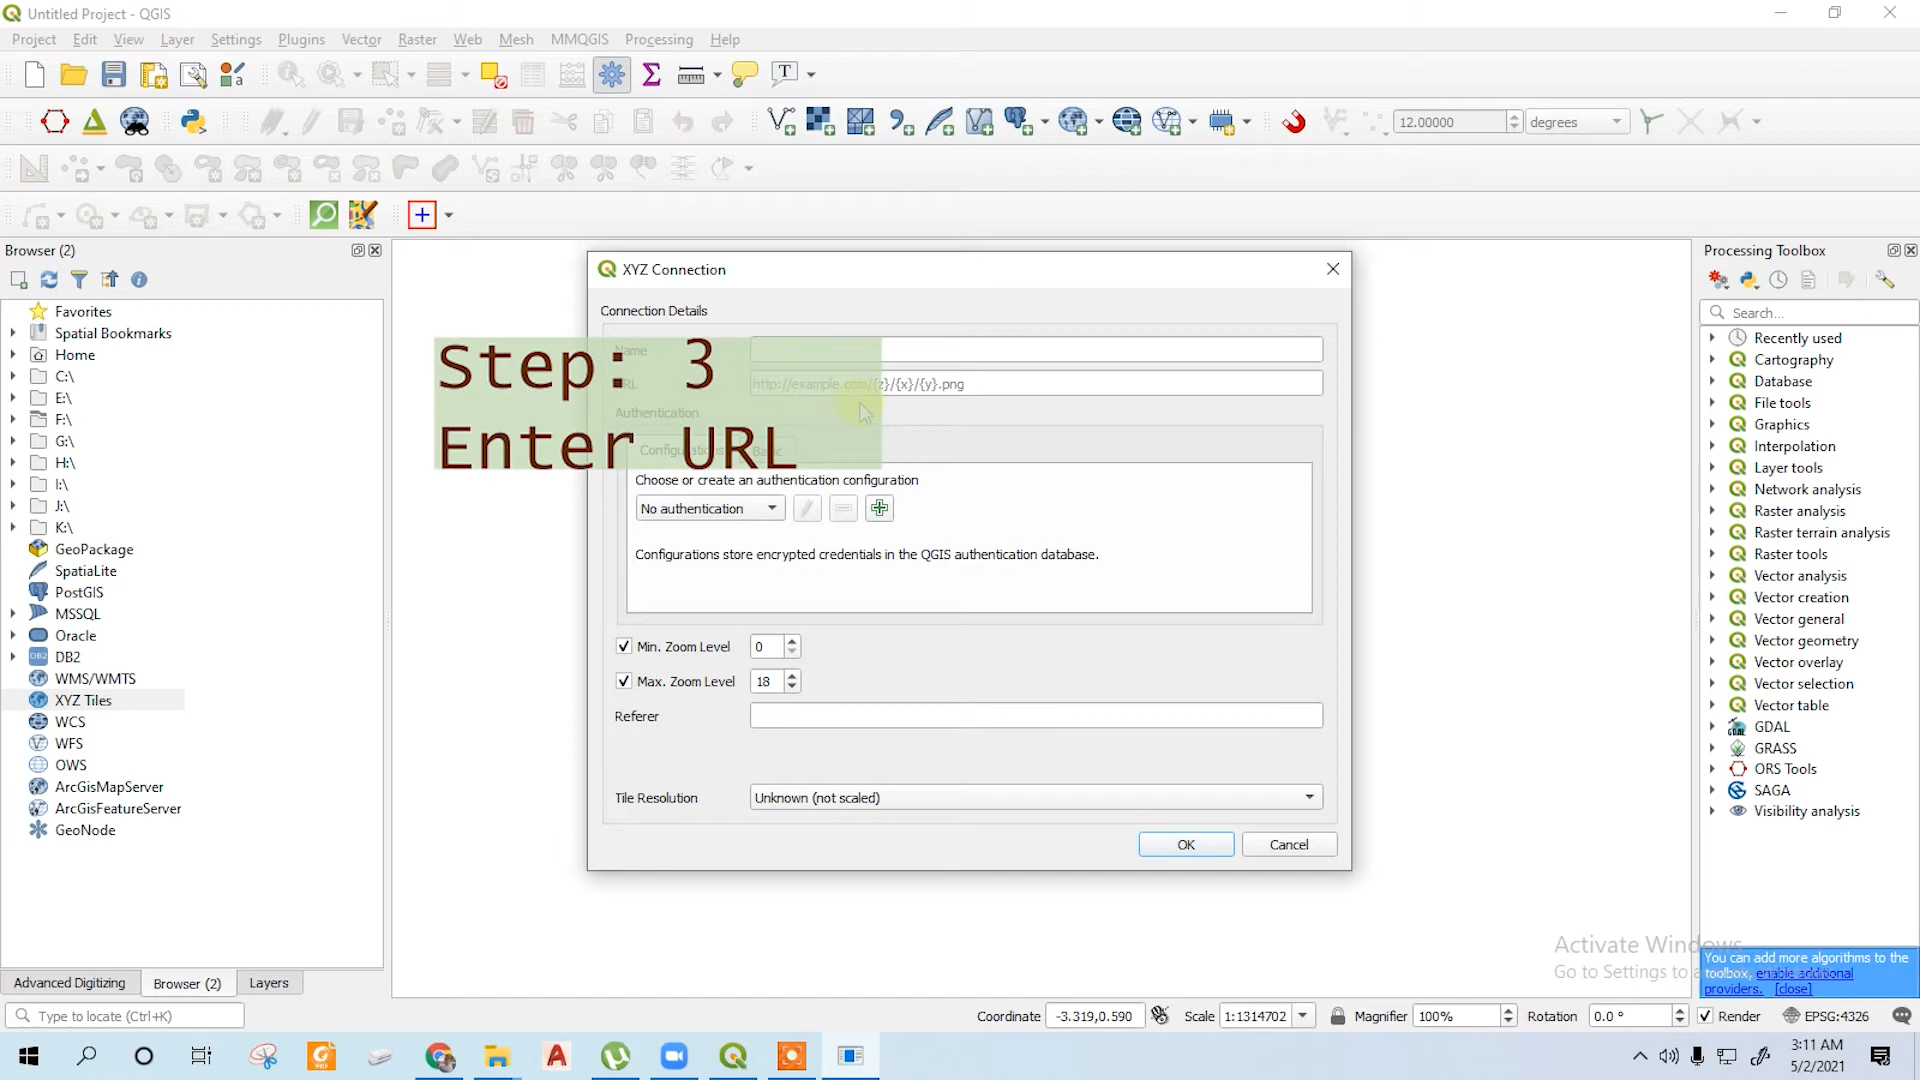 Untitled Project - QGIS
Project Edit View Layer Settings Plugins Vector Raster Web Mesh MMQGIS Processing Help
12.00000 degrees
Browser (2)
Favorites
Spatial Bookmarks
Home
C:\
E:\
F:\
G:\
H:\
I:\
J:\
K:\
GeoPackage
SpatiaLite
PostGIS
MSSQL
Oracle
DB2
WMS/WMTS
XYZ Tiles
WCS
WFS
OWS
ArcGisMapServer
ArcGisFeatureServer
GeoNode
Advanced Digitizing Browser (2) Layers
XYZ Connection
Connection Details
Name
URL http://example.com/{z}/{x}/{y}.png
Step: 3
Enter URL
Authentication
Configurations Basic
Choose or create an authentication configuration
No authentication
Configurations store encrypted credentials in the QGIS authentication database.
Min. Zoom Level 0
Max. Zoom Level 18
Referer
Tile Resolution Unknown (not scaled)
OK Cancel
Processing Toolbox
Search...
Recently used
Cartography
Database
File tools
Graphics
Interpolation
Layer tools
Network analysis
Raster analysis
Raster terrain analysis
Raster tools
Vector analysis
Vector creation
Vector general
Vector geometry
Vector overlay
Vector selection
Vector table
GDAL
GRASS
ORS Tools
SAGA
Visibility analysis
Activate Windows
Go to Settings to a
You can add more algorithms to the
toolbox, enable additional
providers. [close]
Type to locate (Ctrl+K)
Coordinate -3.319,0.590 Scale 1:1314702 Magnifier 100% Rotation 0.0 ° Render EPSG:4326
3:11 AM
5/2/2021